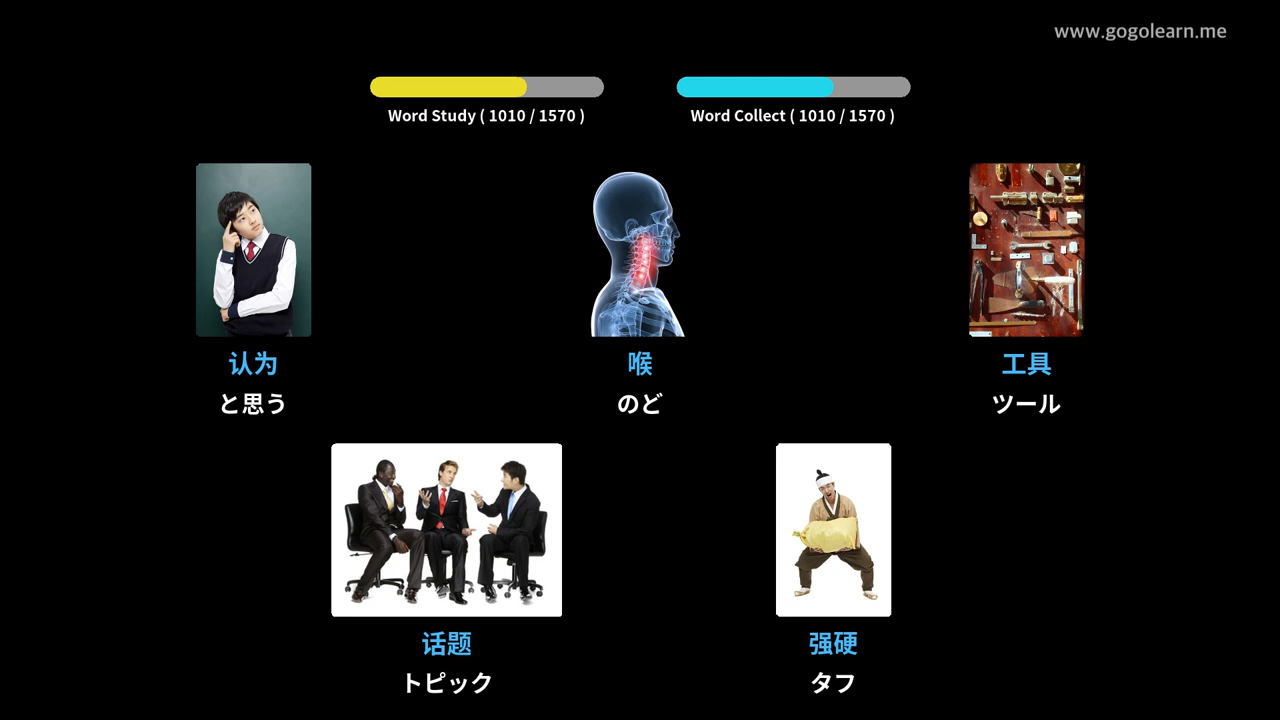 www.gogolearn.me
Word Study ( 1010 / 1570 )
Word Collect ( 1010 / 1570 )
认为
と思う
喉
のど
工具
ツール
话题
トピック
强硬
タフ